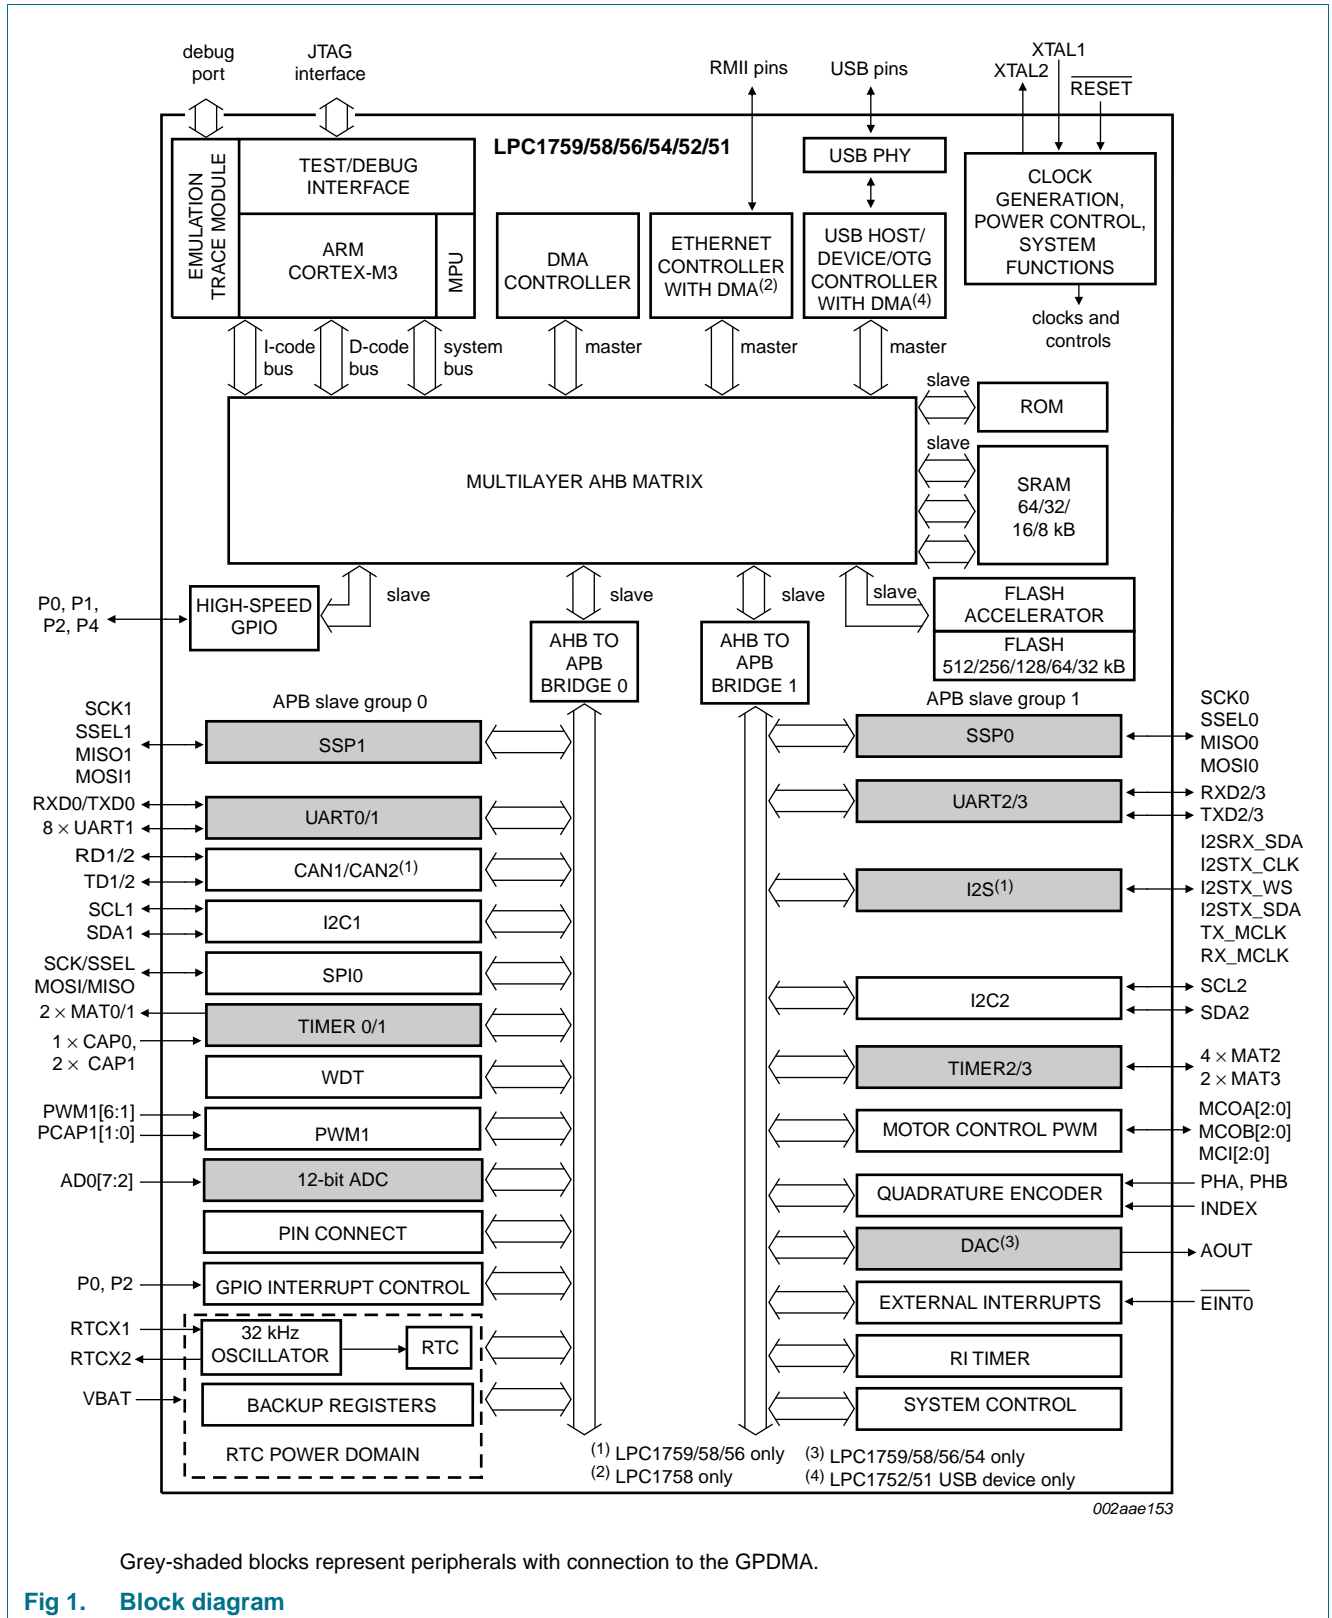 debug
port
JTAG
interface
RMII pins
USB pins
XTAL1
XTAL2
RESET
LPC1759/58/56/54/52/51
EMULATION
TRACE MODULE
TEST/DEBUG
INTERFACE
ARM
CORTEX-M3
MPU
DMA
CONTROLLER
ETHERNET
CONTROLLER
WITH DMA(2)
USB PHY
USB HOST/
DEVICE/OTG
CONTROLLER
WITH DMA(4)
CLOCK
GENERATION,
POWER CONTROL,
SYSTEM
FUNCTIONS
clocks and
controls
I-code
bus
D-code
bus
system
bus
master
master
master
slave
ROM
slave
SRAM
64/32/
16/8 kB
MULTILAYER AHB MATRIX
P0, P1,
P2, P4
HIGH-SPEED
GPIO
slave
slave
slave
slave
FLASH
ACCELERATOR
FLASH
512/256/128/64/32 kB
AHB TO
APB
BRIDGE 0
AHB TO
APB
BRIDGE 1
APB slave group 0
SCK1
SSEL1
MISO1
MOSI1
SSP1
RXD0/TXD0
8 × UART1
UART0/1
RD1/2
TD1/2
CAN1/CAN2(1)
SCL1
SDA1
I2C1
SCK/SSEL
MOSI/MISO
SPI0
2 × MAT0/1
1 × CAP0,
2 × CAP1
TIMER 0/1
WDT
PWM1[6:1]
PCAP1[1:0]
PWM1
AD0[7:2]
12-bit ADC
PIN CONNECT
P0, P2
GPIO INTERRUPT CONTROL
RTCX1
RTCX2
32 kHz
OSCILLATOR
RTC
VBAT
BACKUP REGISTERS
RTC POWER DOMAIN
APB slave group 1
SSP0
SCK0
SSEL0
MISO0
MOSI0
UART2/3
RXD2/3
TXD2/3
I2S(1)
I2SRX_SDA
I2STX_CLK
I2STX_WS
I2STX_SDA
TX_MCLK
RX_MCLK
I2C2
SCL2
SDA2
TIMER2/3
4 × MAT2
2 × MAT3
MOTOR CONTROL PWM
MCOA[2:0]
MCOB[2:0]
MCI[2:0]
QUADRATURE ENCODER
PHA, PHB
INDEX
DAC(3)
AOUT
EXTERNAL INTERRUPTS
EINT0
RI TIMER
SYSTEM CONTROL
(1) LPC1759/58/56 only
(2) LPC1758 only
(3) LPC1759/58/56/54 only
(4) LPC1752/51 USB device only
002aae153
Grey-shaded blocks represent peripherals with connection to the GPDMA.
Fig 1. Block diagram